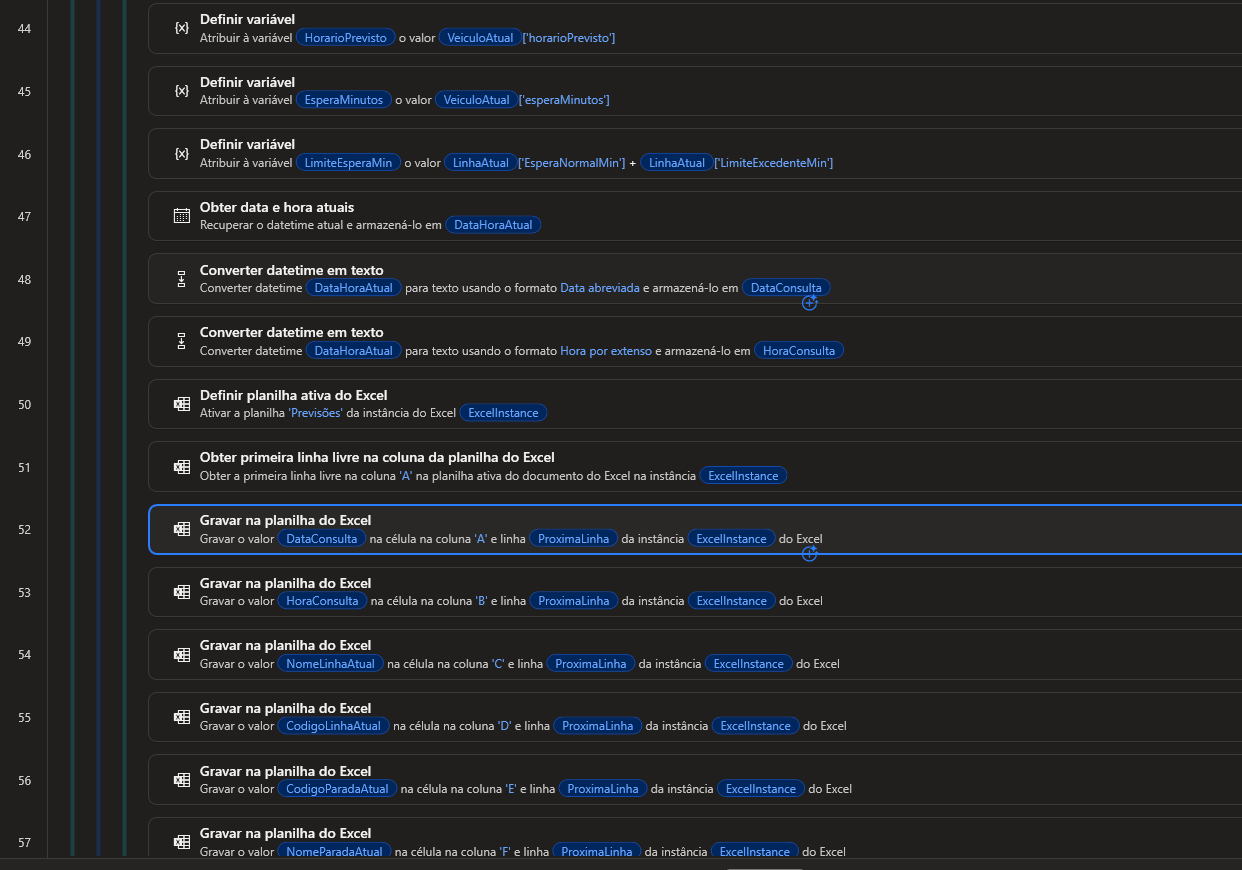 44
Definir variável
Atribuir à variável HorarioPrevisto o valor VeiculoAtual ['horarioPrevisto']
45
Definir variável
Atribuir à variável EsperaMinutos o valor VeiculoAtual ['esperaMinutos']
46
Definir variável
Atribuir à variável LimiteEsperaMin o valor LinhaAtual ['EsperaNormalMin'] + LinhaAtual ['LimiteExcedenteMin']
47
Obter data e hora atuais
Recuperar o datetime atual e armazená-lo em DataHoraAtual
48
Converter datetime em texto
Converter datetime DataHoraAtual para texto usando o formato Data abreviada e armazená-lo em DataConsulta
49
Converter datetime em texto
Converter datetime DataHoraAtual para texto usando o formato Hora por extenso e armazená-lo em HoraConsulta
50
Definir planilha ativa do Excel
Ativar a planilha 'Previsões' da instância do Excel ExcelInstance
51
Obter primeira linha livre na coluna da planilha do Excel
Obter a primeira linha livre na coluna 'A' na planilha ativa do documento do Excel na instância ExcelInstance
52
Gravar na planilha do Excel
Gravar o valor DataConsulta na célula na coluna 'A' e linha ProximaLinha da instância ExcelInstance do Excel
53
Gravar na planilha do Excel
Gravar o valor HoraConsulta na célula na coluna 'B' e linha ProximaLinha da instância ExcelInstance do Excel
54
Gravar na planilha do Excel
Gravar o valor NomeLinhaAtual na célula na coluna 'C' e linha ProximaLinha da instância ExcelInstance do Excel
55
Gravar na planilha do Excel
Gravar o valor CodigoLinhaAtual na célula na coluna 'D' e linha ProximaLinha da instância ExcelInstance do Excel
56
Gravar na planilha do Excel
Gravar o valor CodigoParadaAtual na célula na coluna 'E' e linha ProximaLinha da instância ExcelInstance do Excel
57
Gravar na planilha do Excel
Gravar o valor NomeParadaAtual na célula na coluna 'F' e linha ProximaLinha da instância ExcelInstance do Excel